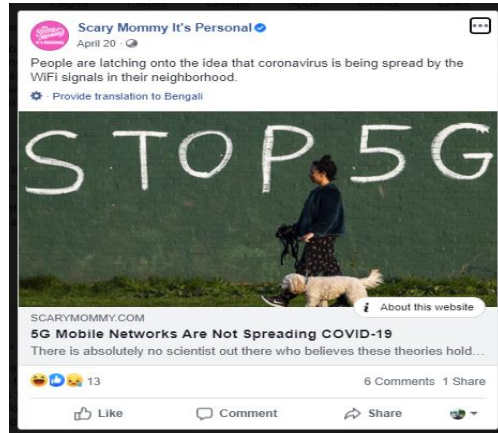 Scary Mommy It's Personal
April 20
People are latching onto the idea that coronavirus is being spread by the
WiFi signals in their neighborhood.
Provide translation to Bengali
STOP 5G
i About this website
SCARYMOMMY.COM
5G Mobile Networks Are Not Spreading COVID-19
There is absolutely no scientist out there who believes these theories hold...
13
6 Comments 1 Share
Like Comment Share